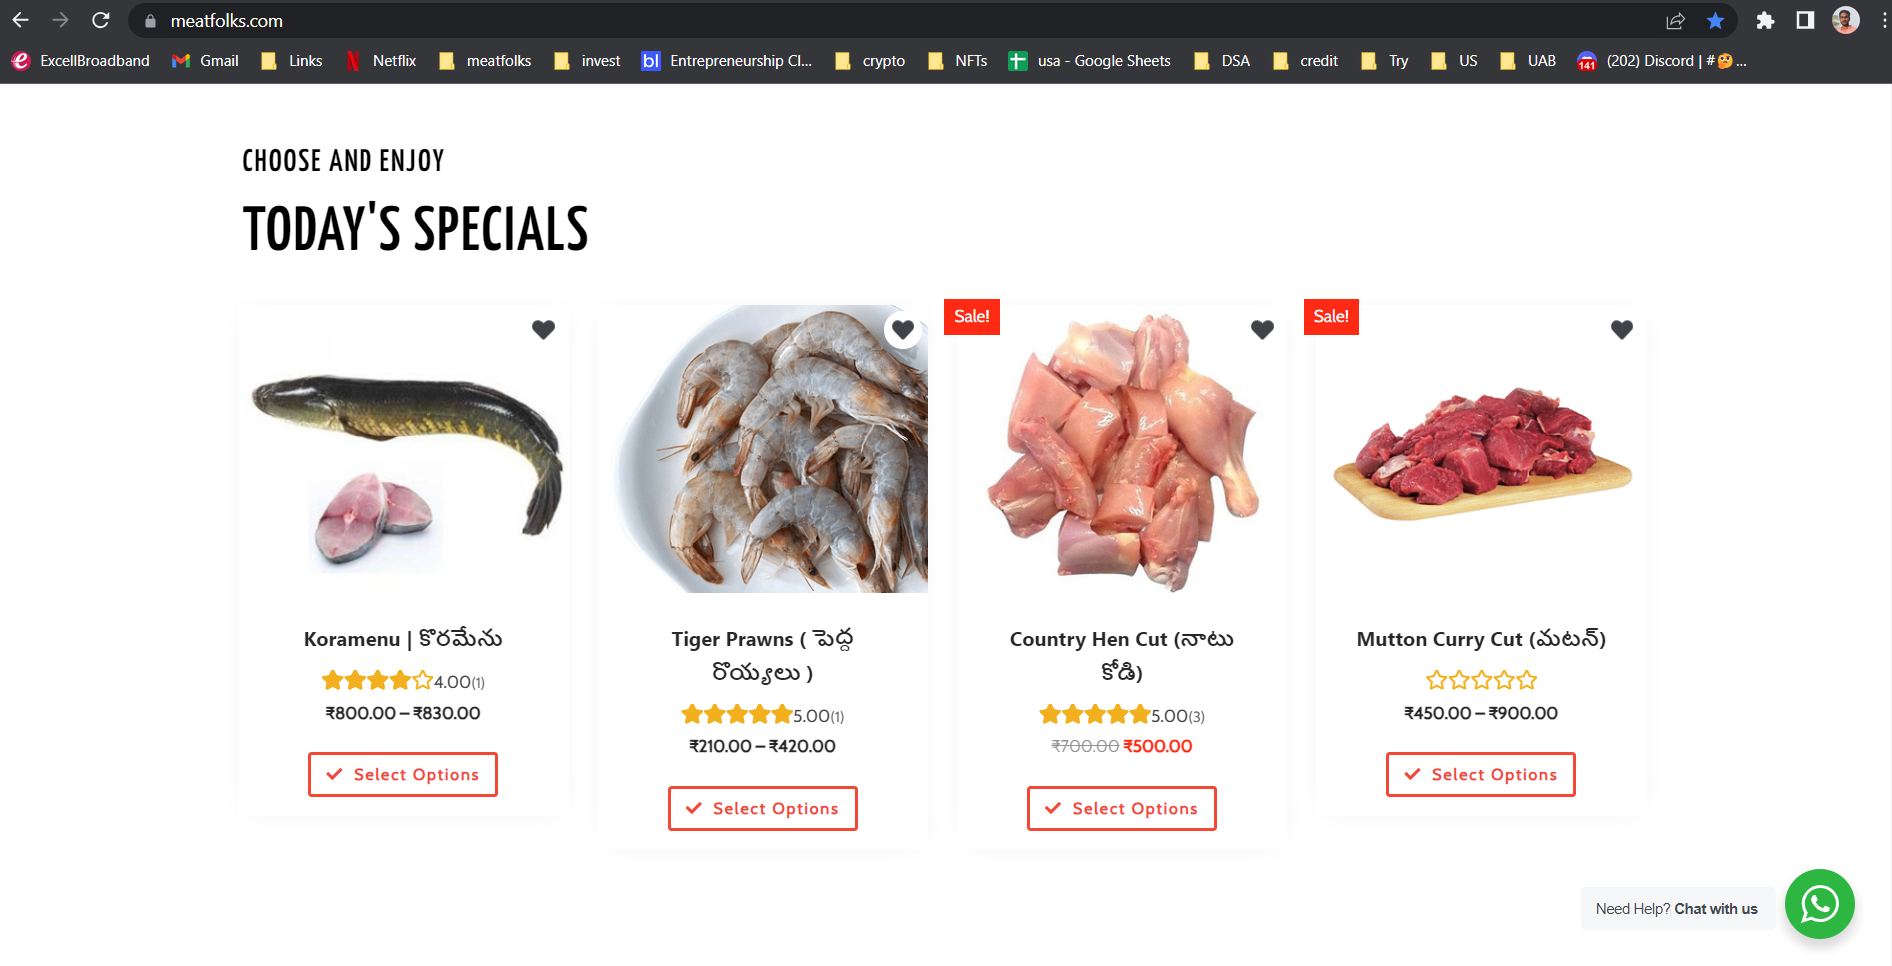 meatfolks.com
ExcellBroadband Gmail Links Netflix meatfolks invest bl Entrepreneurship Cl... crypto NFTs usa - Google Sheets DSA credit Try US UAB 141 (202) Discord | #🤔...
CHOOSE AND ENJOY
TODAY'S SPECIALS
Koramenu | కొరమేను
4.00(1)
₹800.00 – ₹830.00
Select Options
Tiger Prawns ( పెద్ద
రొయ్యలు )
5.00(1)
₹210.00 – ₹420.00
Select Options
Sale!
Country Hen Cut (నాటు
కోడి)
5.00(3)
₹700.00 ₹500.00
Select Options
Sale!
Mutton Curry Cut (మటన్)
₹450.00 – ₹900.00
Select Options
Need Help? Chat with us